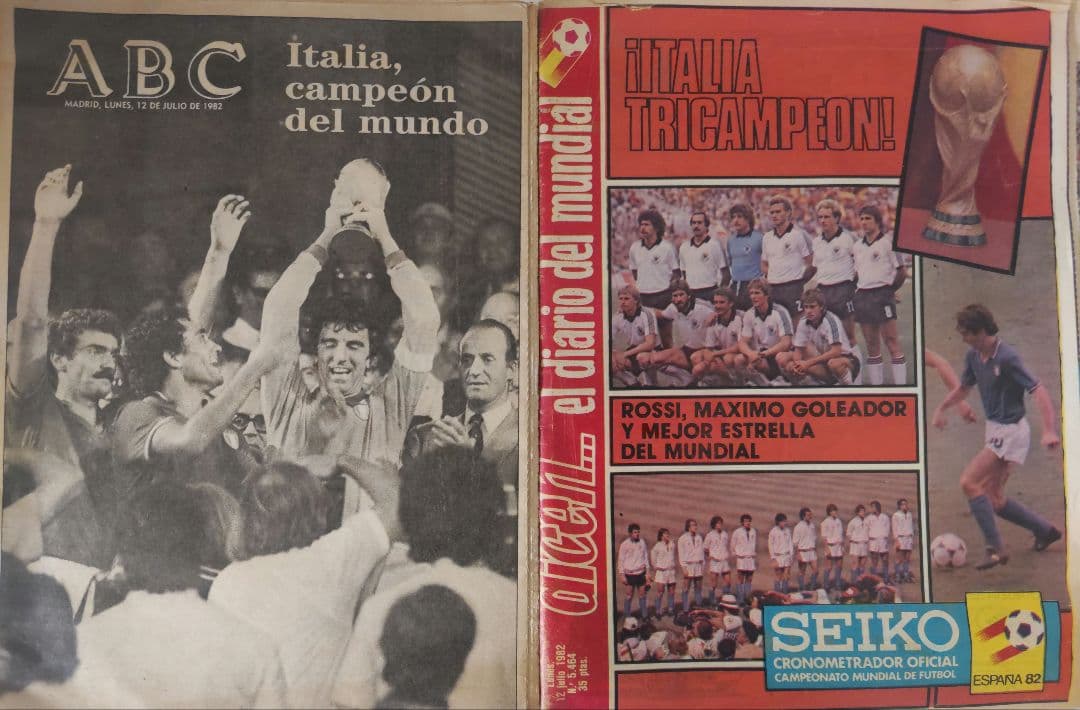 ABC
MADRID, LUNES, 12 DE JULIO DE 1982
Italia,
campeón
del mundo
dicen... el diario del mundial
Lunes,
12 julio 1982
N.º 5.464
35 ptas.
¡ITALIA
TRICAMPEON!
ROSSI, MAXIMO GOLEADOR
Y MEJOR ESTRELLA
DEL MUNDIAL
SEIKO
CRONOMETRADOR OFICIAL
CAMPEONATO MUNDIAL DE FUTBOL
ESPAÑA 82